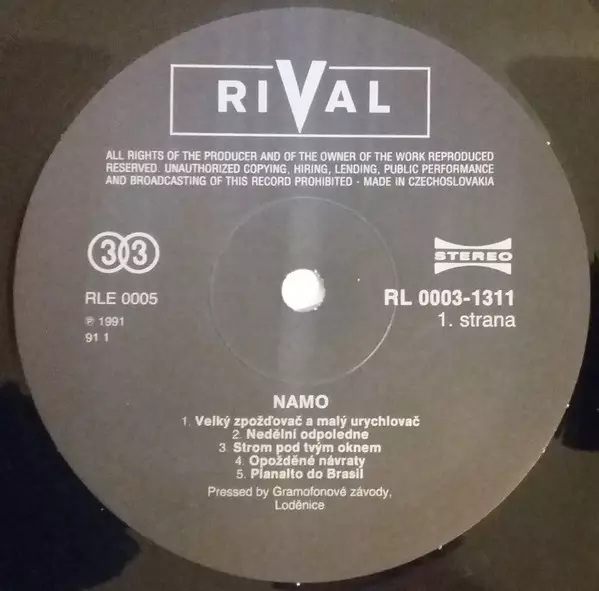 RIVAL
ALL RIGHTS OF THE PRODUCER AND OF THE OWNER OF THE WORK REPRODUCED
RESERVED. UNAUTHORIZED COPYING, HIRING, LENDING, PUBLIC PERFORMANCE
AND BROADCASTING OF THIS RECORD PROHIBITED · MADE IN CZECHOSLOVAKIA
33
STEREO
RLE 0005
RL 0003-1311
℗ 1991
1. strana
91 1
NAMO
1. Velký zpožďovač a malý urychlovač
2. Nedělní odpoledne
3. Strom pod tvým oknem
4. Opožděné návraty
5. Planalto do Brasil
Pressed by Gramofonové závody,
Loděnice